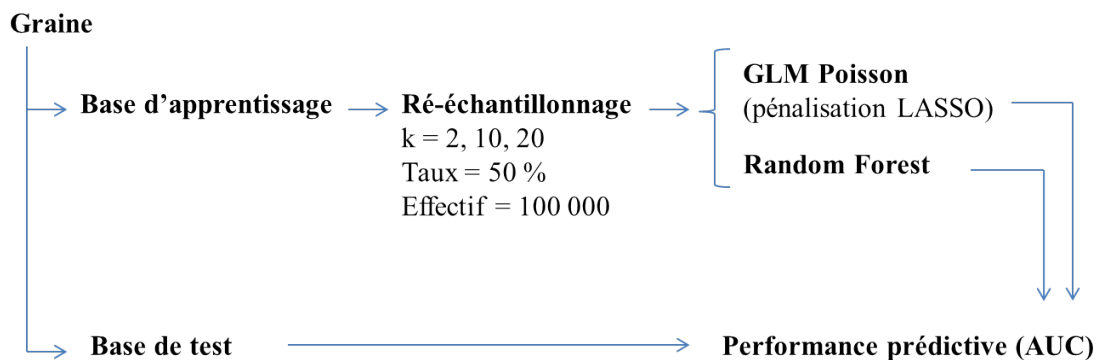 Graine
Base d'apprentissage
Ré-échantillonnage
k = 2, 10, 20
Taux = 50 %
Effectif = 100 000
GLM Poisson
(pénalisation LASSO)
Random Forest
Base de test
Performance prédictive (AUC)